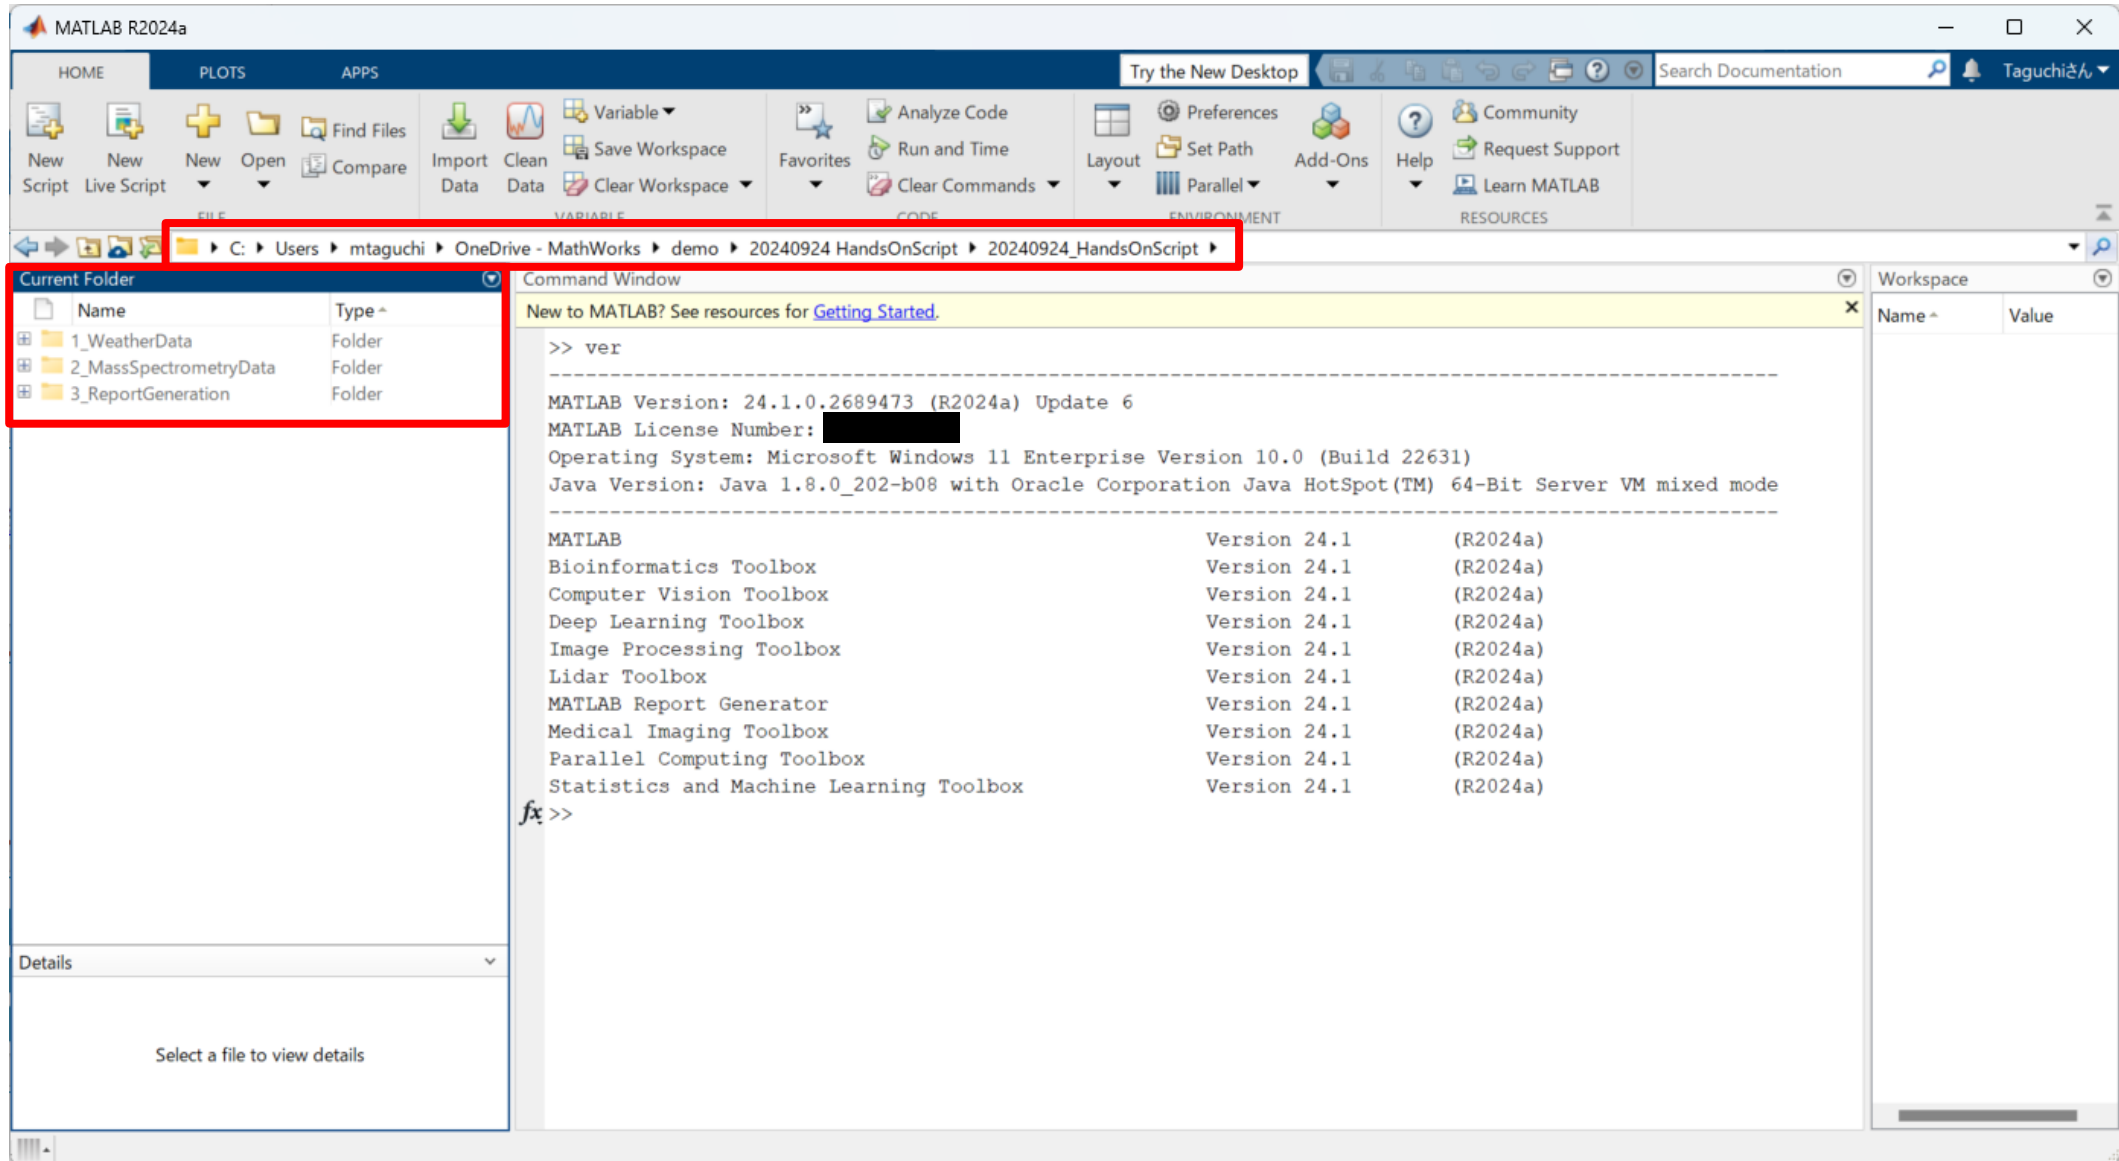 MATLAB R2024a
HOME PLOTS APPS Try the New Desktop Search Documentation Taguchiさん
New Script
New Live Script
New
Open
Find Files
Compare
FILE
Import Data
Clean Data
Variable
Save Workspace
Clear Workspace
VARIABLE
Favorites
Analyze Code
Run and Time
Clear Commands
CODE
Layout
Preferences
Set Path
Parallel
Add-Ons
ENVIRONMENT
Help
Community
Request Support
Learn MATLAB
RESOURCES
C: Users mtaguchi OneDrive - MathWorks demo 20240924 HandsOnScript 20240924_HandsOnScript
Current Folder
Name Type
1_WeatherData Folder
2_MassSpectrometryData Folder
3_ReportGeneration Folder
Details
Select a file to view details
Command Window
New to MATLAB? See resources for Getting Started.
>> ver
----------------------------------------------------------------------------------------------------
MATLAB Version: 24.1.0.2689473 (R2024a) Update 6
MATLAB License Number:
Operating System: Microsoft Windows 11 Enterprise Version 10.0 (Build 22631)
Java Version: Java 1.8.0_202-b08 with Oracle Corporation Java HotSpot(TM) 64-Bit Server VM mixed mode
----------------------------------------------------------------------------------------------------
MATLAB Version 24.1 (R2024a)
Bioinformatics Toolbox Version 24.1 (R2024a)
Computer Vision Toolbox Version 24.1 (R2024a)
Deep Learning Toolbox Version 24.1 (R2024a)
Image Processing Toolbox Version 24.1 (R2024a)
Lidar Toolbox Version 24.1 (R2024a)
MATLAB Report Generator Version 24.1 (R2024a)
Medical Imaging Toolbox Version 24.1 (R2024a)
Parallel Computing Toolbox Version 24.1 (R2024a)
Statistics and Machine Learning Toolbox Version 24.1 (R2024a)
fx >>
Workspace
Name Value